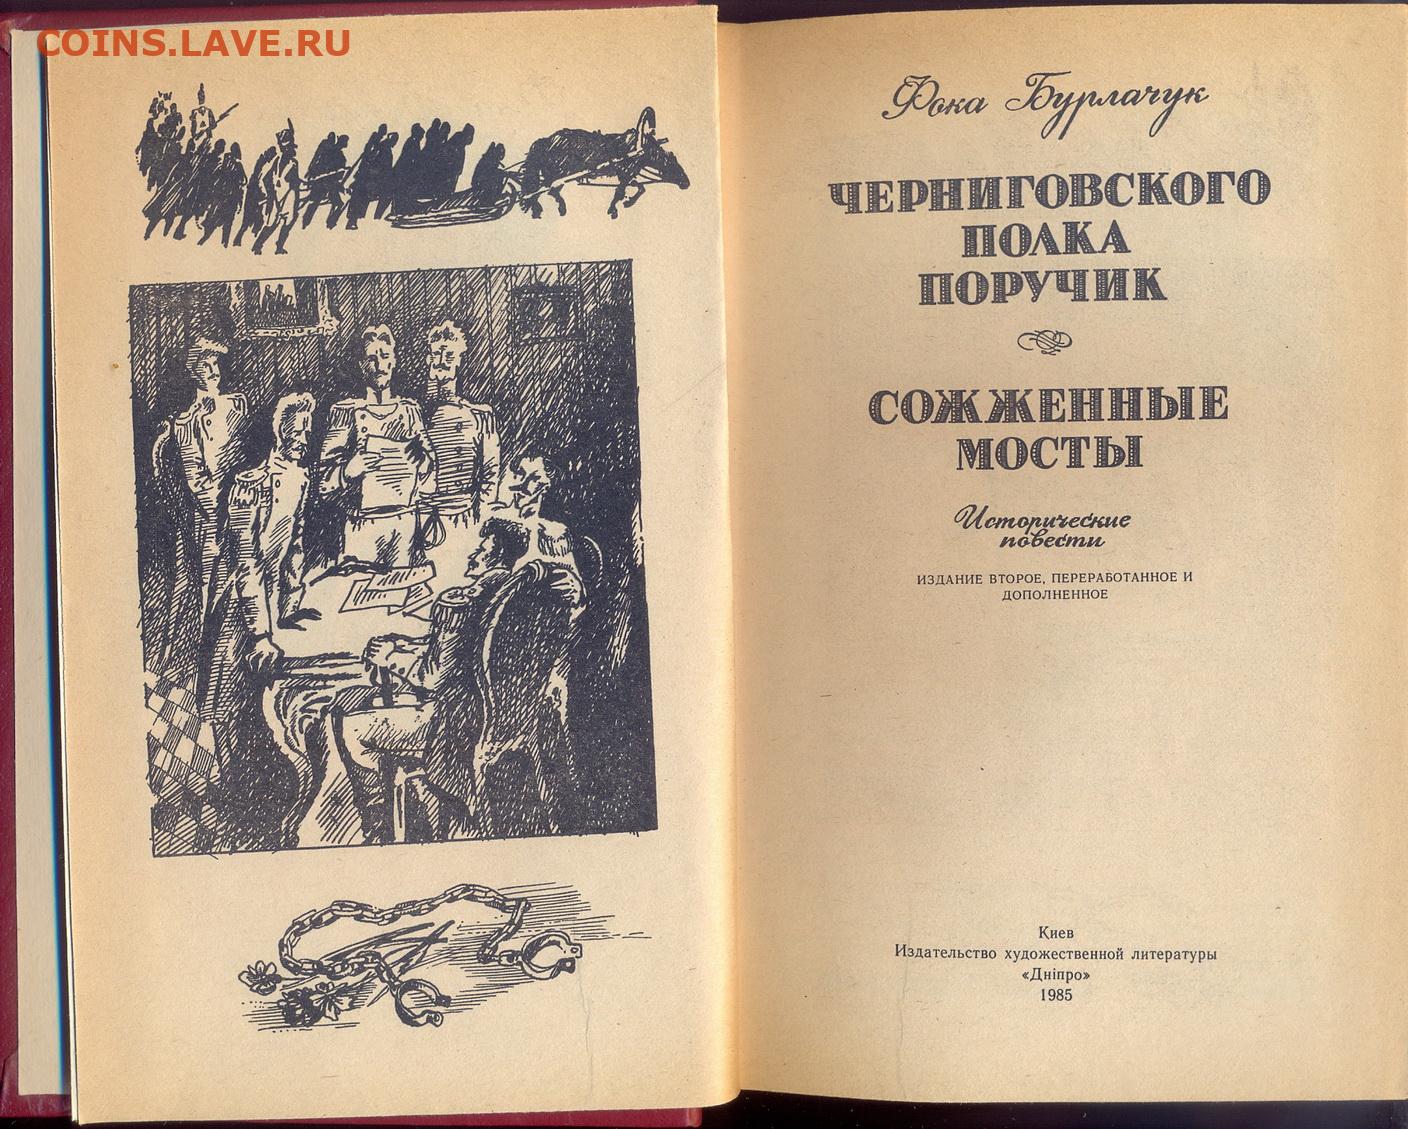 COINS.LAVE.RU
Фока Бурлачук
ЧЕРНИГОВСКОГО
ПОЛКА
ПОРУЧИК
СОЖЖЕННЫЕ
МОСТЫ
Исторические
повести
ИЗДАНИЕ ВТОРОЕ, ПЕРЕРАБОТАННОЕ И
ДОПОЛНЕННОЕ
Киев
Издательство художественной литературы
«Дніпро»
1985